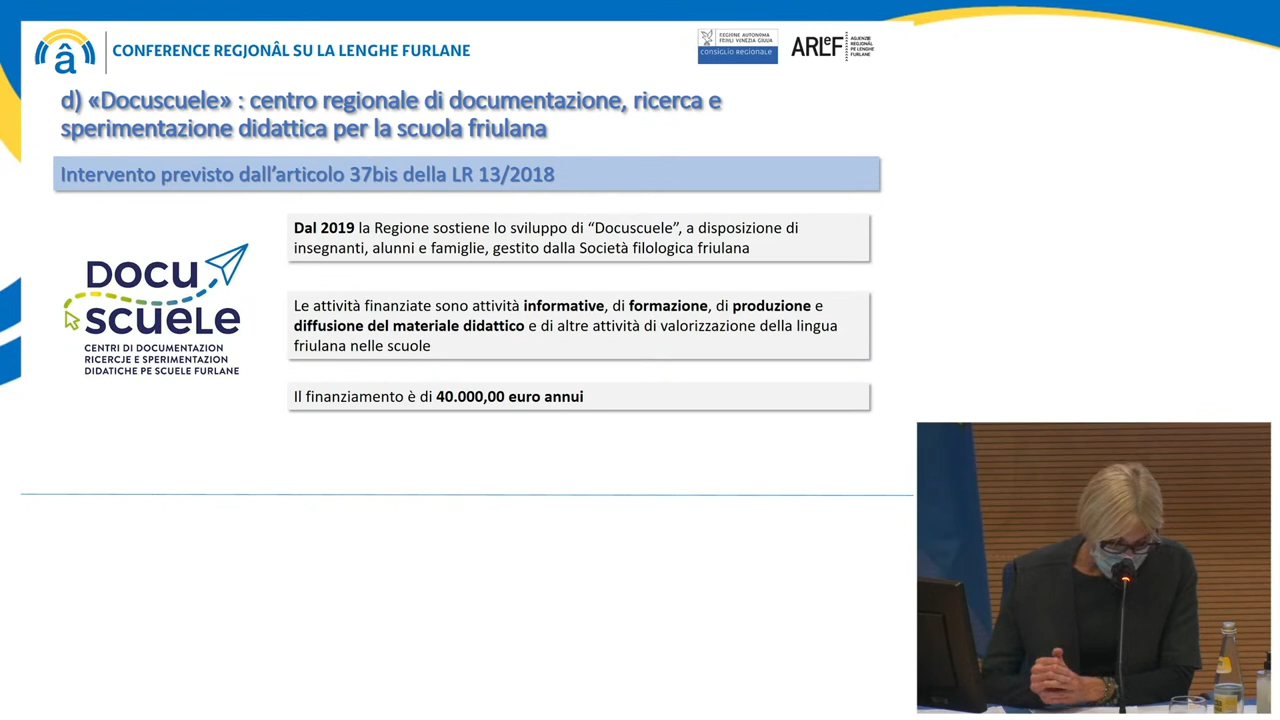 â
CONFERENCE REGJONÂL SU LA LENGHE FURLANE
REGIONE AUTONOMA
FRIULI VENEZIA GIULIA
consiglio regionale
ARLeF
AGJENZIE
REGJONÂL
PE LENGHE
FURLANE
d) «Docuscuele» : centro regionale di documentazione, ricerca e
sperimentazione didattica per la scuola friulana
Intervento previsto dall’articolo 37bis della LR 13/2018
DOCU
SCUELE
CENTRI DI DOCUMENTAZION
RICERCJE E SPERIMENTAZION
DIDATICHE PE SCUELE FURLANE
Dal 2019 la Regione sostiene lo sviluppo di “Docuscuele”, a disposizione di
insegnanti, alunni e famiglie, gestito dalla Società filologica friulana
Le attività finanziate sono attività informative, di formazione, di produzione e
diffusione del materiale didattico e di altre attività di valorizzazione della lingua
friulana nelle scuole
Il finanziamento è di 40.000,00 euro annui